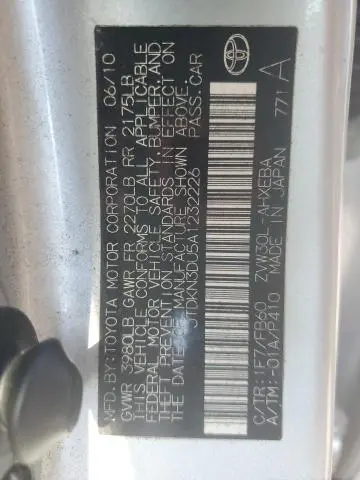 MFD.BY:TOYOTA MOTOR CORPORATION 06/10
GVWR 3980LB GAWR FR 2270LB RR 2175LB
THIS VEHICLE CONFORMS TO ALL APPLICABLE
FEDERAL MOTOR VEHICLE SAFETY, BUMPER, AND
THEFT PREVENTION STANDARDS IN EFFECT ON
THE DATE OF MANUFACTURE SHOWN ABOVE.
JTDKN3DU5A1232226 PASS.CAR
C/TR:1F7/FB60 ZVW30L-AHXEBA
A/TM:-01A/P410 MADE IN JAPAN 771 A